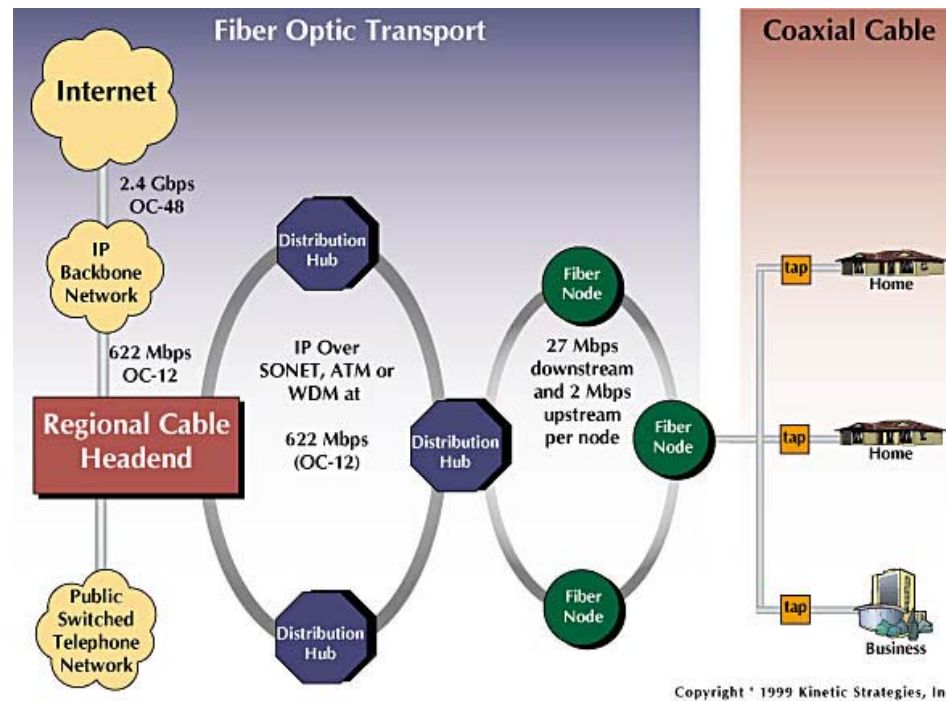 Fiber Optic Transport
Coaxial Cable
Internet
2.4 Gbps
OC-48
IP
Backbone
Network
622 Mbps
OC-12
Regional Cable
Headend
Public
Switched
Telephone
Network
Distribution
Hub
IP Over
SONET, ATM or
WDM at
622 Mbps
(OC-12)
Distribution
Hub
Distribution
Hub
Fiber
Node
27 Mbps
downstream
and 2 Mbps
upstream
per node
Fiber
Node
Fiber
Node
tap
Home
tap
Home
tap
Business
Copyright ' 1999 Kinetic Strategies, In